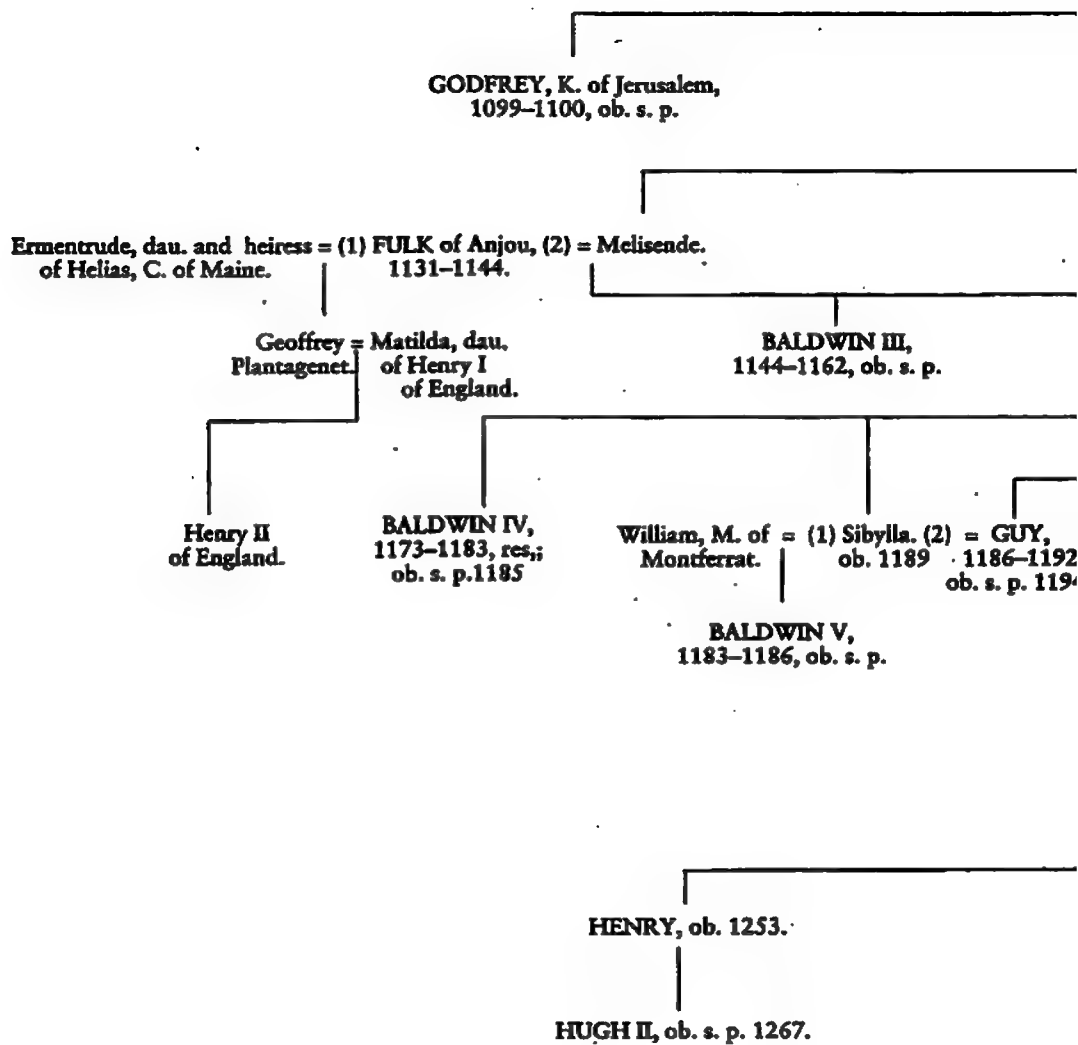 GODFREY, K. of Jerusalem,
1099–1100, ob. s. p.
Ermentrude, dau. and heiress = (1) FULK of Anjou, (2) = Melisende.
of Helias, C. of Maine. 1131–1144.
Geoffrey = Matilda, dau.
Plantagenet. of Henry I
of England.
BALDWIN III,
1144–1162, ob. s. p.
Henry II
of England.
BALDWIN IV,
1173–1183, res,;
ob. s. p.1185
William, M. of = (1) Sibylla. (2) = GUY,
Montferrat. ob. 1189 1186–1192
ob. s. p. 1194
BALDWIN V,
1183–1186, ob. s. p.
HENRY, ob. 1253.
HUGH II, ob. s. p. 1267.